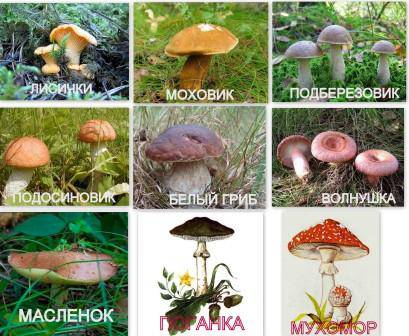 ЛИСИЧКИ
МОХОВИК
ПОДБЕРЕЗОВИК
ПОДОСИНОВИК
БЕЛЫЙ ГРИБ
ВОЛНУШКА
МАСЛЕНОК
ПОГАНКА
МУХОМОР